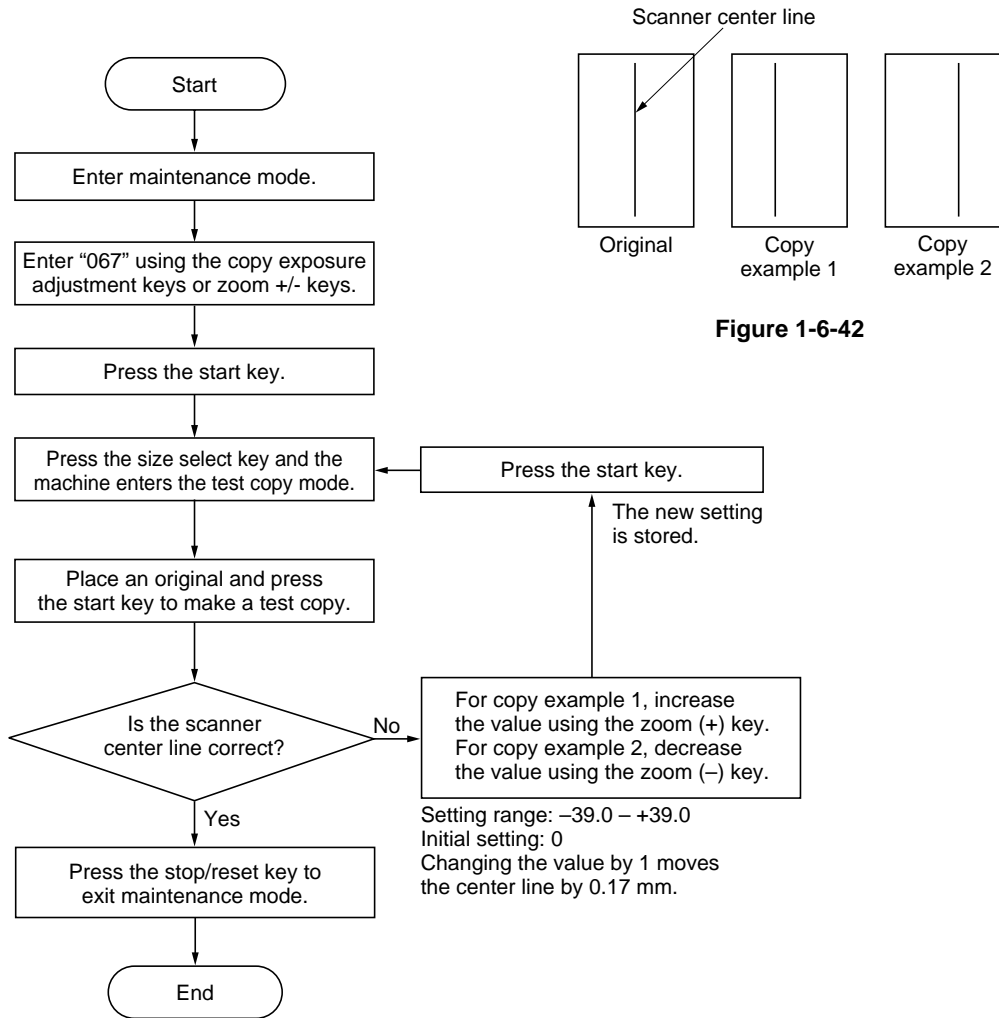 Scanner center line
Original
Copy
example 1
Copy
example 2
Figure 1-6-42
Start
Enter maintenance mode.
Enter “067” using the copy exposure
adjustment keys or zoom +/- keys.
Press the start key.
Press the size select key and the
machine enters the test copy mode.
Press the start key.
The new setting
is stored.
Place an original and press
the start key to make a test copy.
Is the scanner
center line correct?
No
For copy example 1, increase
the value using the zoom (+) key.
For copy example 2, decrease
the value using the zoom (–) key.
Setting range: –39.0 – +39.0
Initial setting: 0
Changing the value by 1 moves
the center line by 0.17 mm.
Yes
Press the stop/reset key to
exit maintenance mode.
End